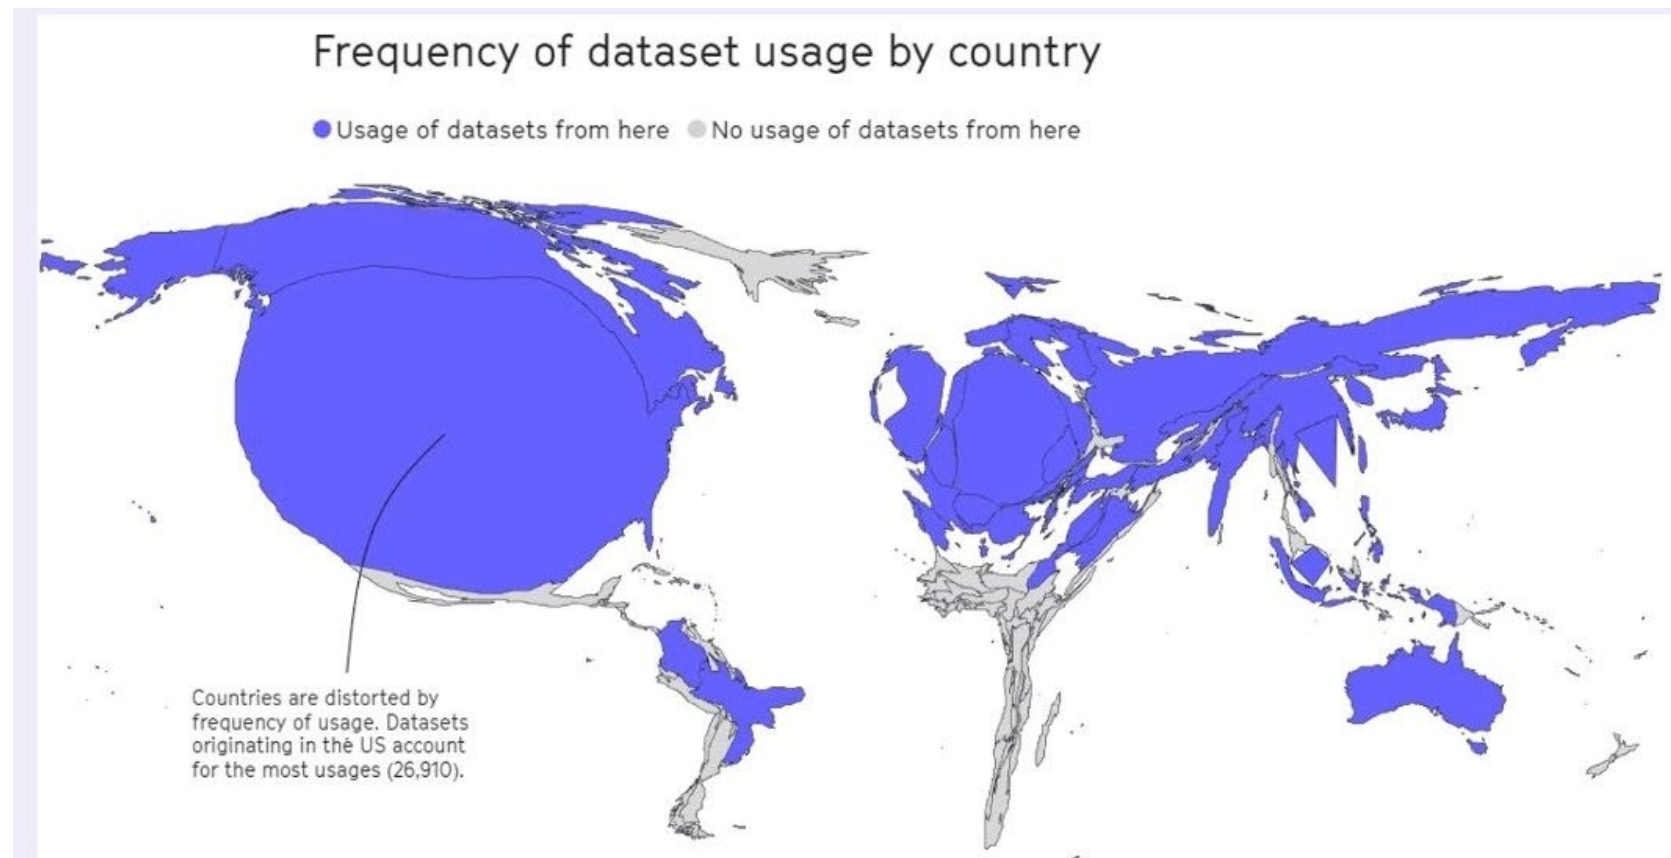 Frequency of dataset usage by country
Usage of datasets from here No usage of datasets from here
Countries are distorted by
frequency of usage. Datasets
originating in the US account
for the most usages (26,910).